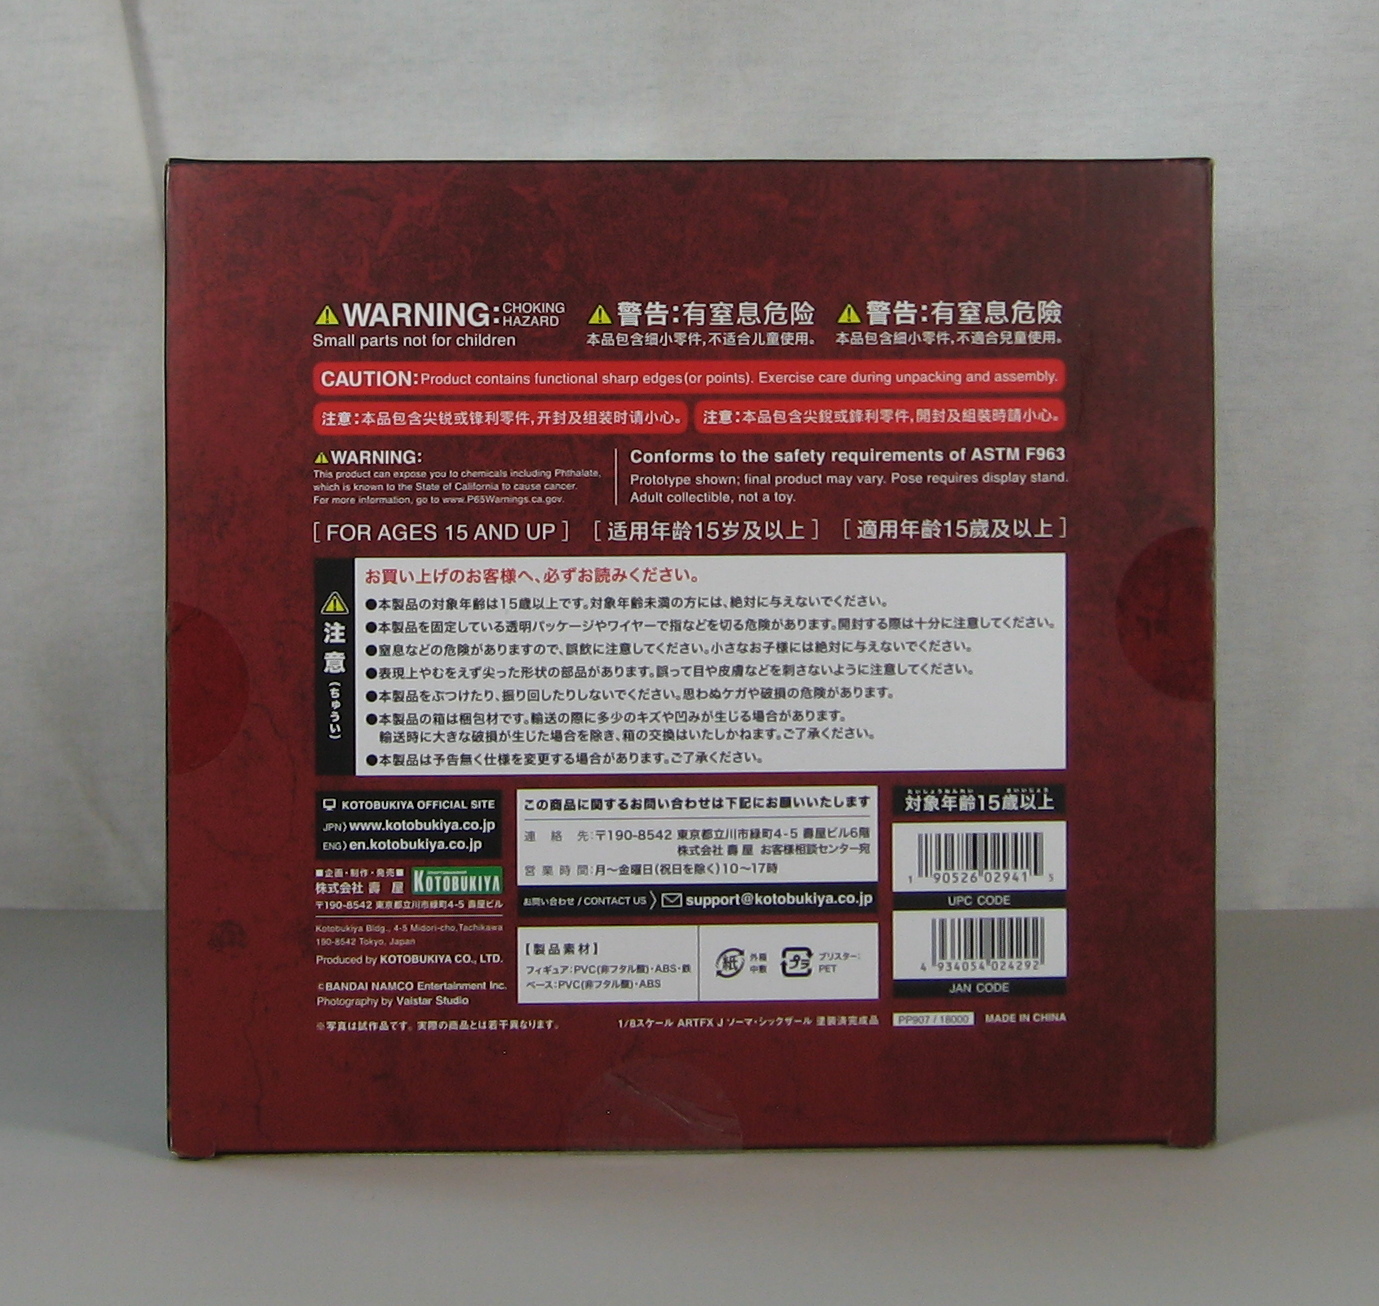 WARNING: CHOKING HAZARD
Small parts not for children
警告:有窒息危险
本品包含细小零件,不适合儿童使用。
警告:有窒息危險
本品包含細小零件,不適合兒童使用。
CAUTION:Product contains functional sharp edges(or points). Exercise care during unpacking and assembly.
注意:本品包含尖锐或锋利零件,开封及组装时请小心。
注意:本品包含尖銳或鋒利零件,開封及組裝時請小心。
WARNING:
This product can expose you to chemicals including Phthalate,
which is known to the State of California to cause cancer.
For more information, go to www.P65Warnings.ca.gov.
Conforms to the safety requirements of ASTM F963
Prototype shown; final product may vary. Pose requires display stand.
Adult collectible, not a toy.
[ FOR AGES 15 AND UP ] [ 适用年龄15岁及以上 ] [ 適用年齡15歲及以上 ]
注意(ちゅうい)
お買い上げのお客様へ、必ずお読みください。
●本製品の対象年齢は15歳以上です。対象年齢未満の方には、絶対に与えないでください。
●本製品を固定している透明パッケージやワイヤーで指などを切る危険があります。開封する際は十分に注意してください。
●窒息などの危険がありますので、誤飲に注意してください。小さなお子様には絶対に与えないでください。
●表現上やむをえず尖った形状の部品があります。誤って目や皮膚などを刺さないように注意してください。
●本製品をぶつけたり、振り回したりしないでください。思わぬケガや破損の危険があります。
●本製品の箱は梱包材です。輸送の際に多少のキズや凹みが生じる場合があります。
輸送時に大きな破損が生じた場合を除き、箱の交換はいたしかねます。ご了承ください。
●本製品は予告無く仕様を変更する場合があります。ご了承ください。
KOTOBUKIYA OFFICIAL SITE
JPN〉www.kotobukiya.co.jp
ENG〉en.kotobukiya.co.jp
■企画・制作・発売■
株式会社 壽 屋
KOTOBUKIYA
〒190-8542 東京都立川市緑町4-5 壽屋ビル
Kotobukiya Bldg., 4-5 Midori-cho,Tachikawa
190-8542 Tokyo, Japan
Produced by KOTOBUKIYA CO., LTD.
©BANDAI NAMCO Entertainment Inc.
Photography by Vaistar Studio
この商品に関するお問い合わせは下記にお願いいたします
連絡先:〒190-8542 東京都立川市緑町4-5 壽屋ビル6階
株式会社 壽 屋 お客様相談センター宛
営業時間:月〜金曜日(祝日を除く)10〜17時
お問い合わせ / CONTACT US 〉 support@kotobukiya.co.jp
【製品素材】
フィギュア:PVC(非フタル酸)・ABS・鉄
ベース:PVC(非フタル酸)・ABS
紙 外箱 中敷
プラ ブリスター: PET
たいしょうねんれい さいいじょう
対象年齢15歳以上
1 90526 02941 5
UPC CODE
4 934054 024292
JAN CODE
※写真は試作品です。実際の商品とは若干異なります。
1/8スケール ARTFX J ソーマ・シックザール 塗装済完成品
PP907 / 18000
MADE IN CHINA